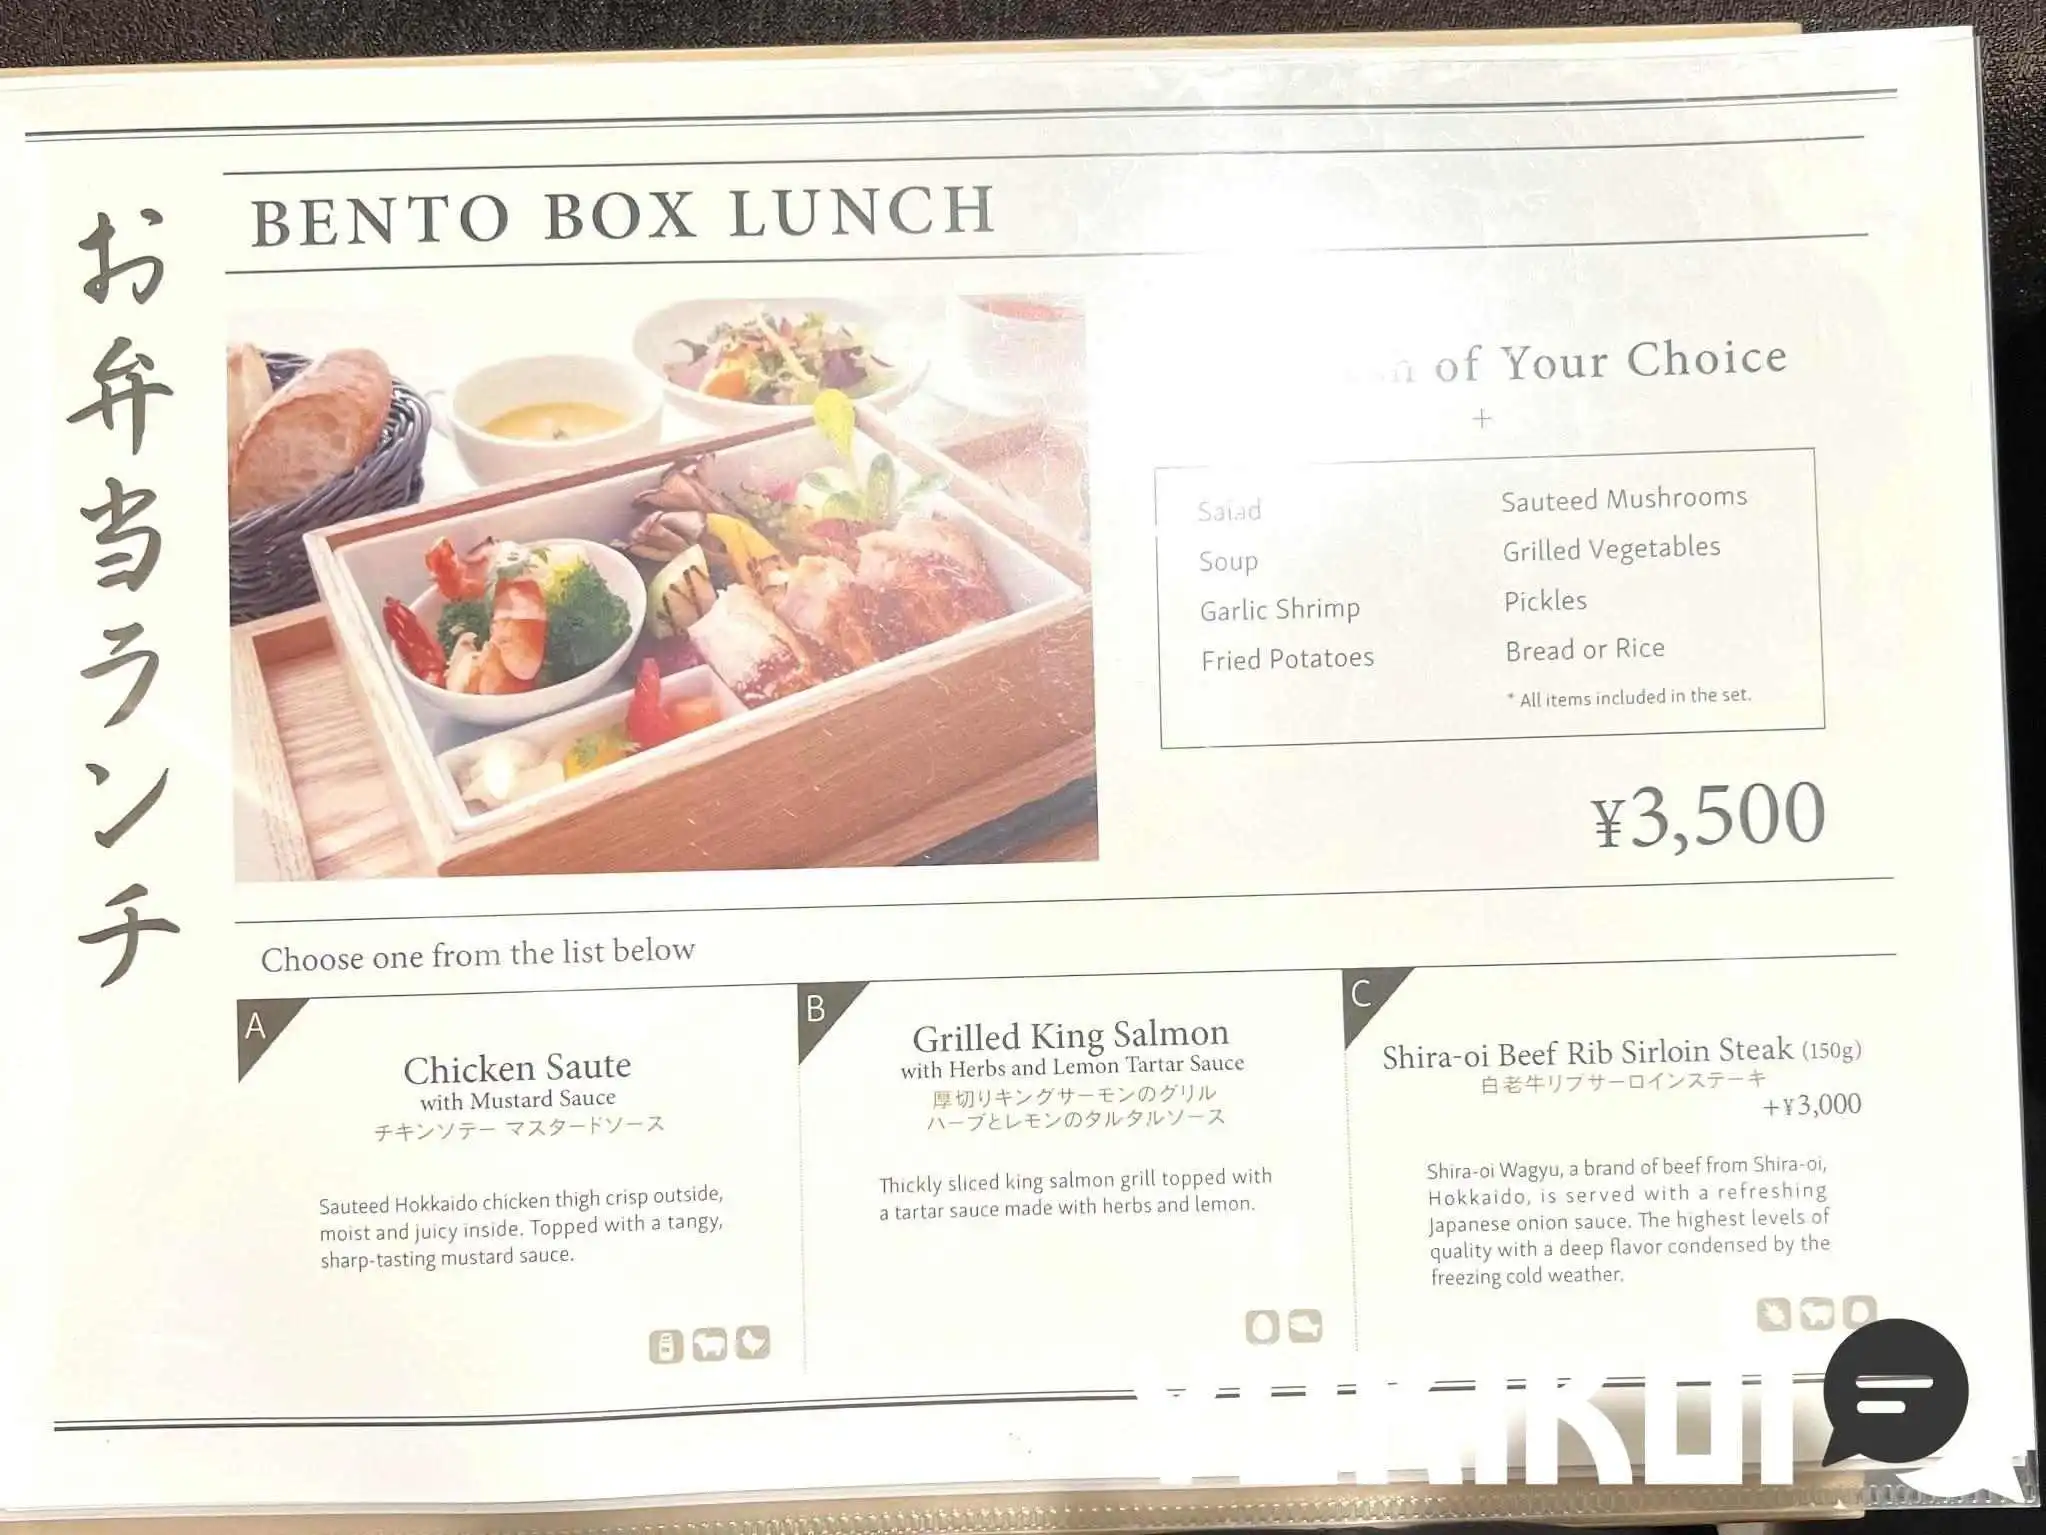 お弁当ランチ
BENTO BOX LUNCH
of Your Choice
+
Salad
Soup
Garlic Shrimp
Fried Potatoes
Sauteed Mushrooms
Grilled Vegetables
Pickles
Bread or Rice
* All items included in the set.
¥3,500
Choose one from the list below
A
Chicken Saute
with Mustard Sauce
チキンソテー マスタードソース
Sauteed Hokkaido chicken thigh crisp outside,
moist and juicy inside. Topped with a tangy,
sharp-tasting mustard sauce.
B
Grilled King Salmon
with Herbs and Lemon Tartar Sauce
厚切りキングサーモンのグリル
ハーブとレモンのタルタルソース
Thickly sliced king salmon grill topped with
a tartar sauce made with herbs and lemon.
C
Shira-oi Beef Rib Sirloin Steak (150g)
白老牛リブサーロインステーキ
+¥3,000
Shira-oi Wagyu, a brand of beef from Shira-oi,
Hokkaido, is served with a refreshing
Japanese onion sauce. The highest levels of
quality with a deep flavor condensed by the
freezing cold weather.